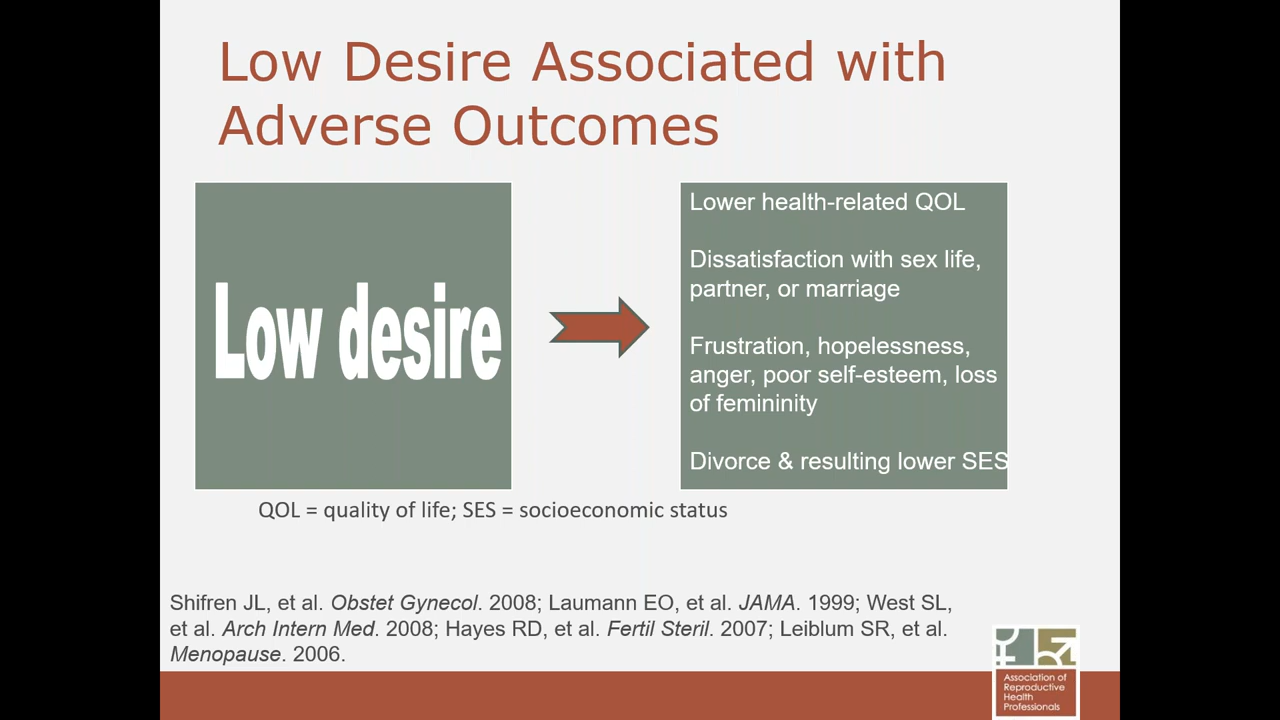 Low Desire Associated with
Adverse Outcomes
Low desire
Lower health-related QOL
Dissatisfaction with sex life,
partner, or marriage
Frustration, hopelessness,
anger, poor self-esteem, loss
of femininity
Divorce & resulting lower SES
QOL = quality of life; SES = socioeconomic status
Shifren JL, et al. Obstet Gynecol. 2008; Laumann EO, et al. JAMA. 1999; West SL,
et al. Arch Intern Med. 2008; Hayes RD, et al. Fertil Steril. 2007; Leiblum SR, et al.
Menopause. 2006.
Association of
Reproductive
Health
Professionals